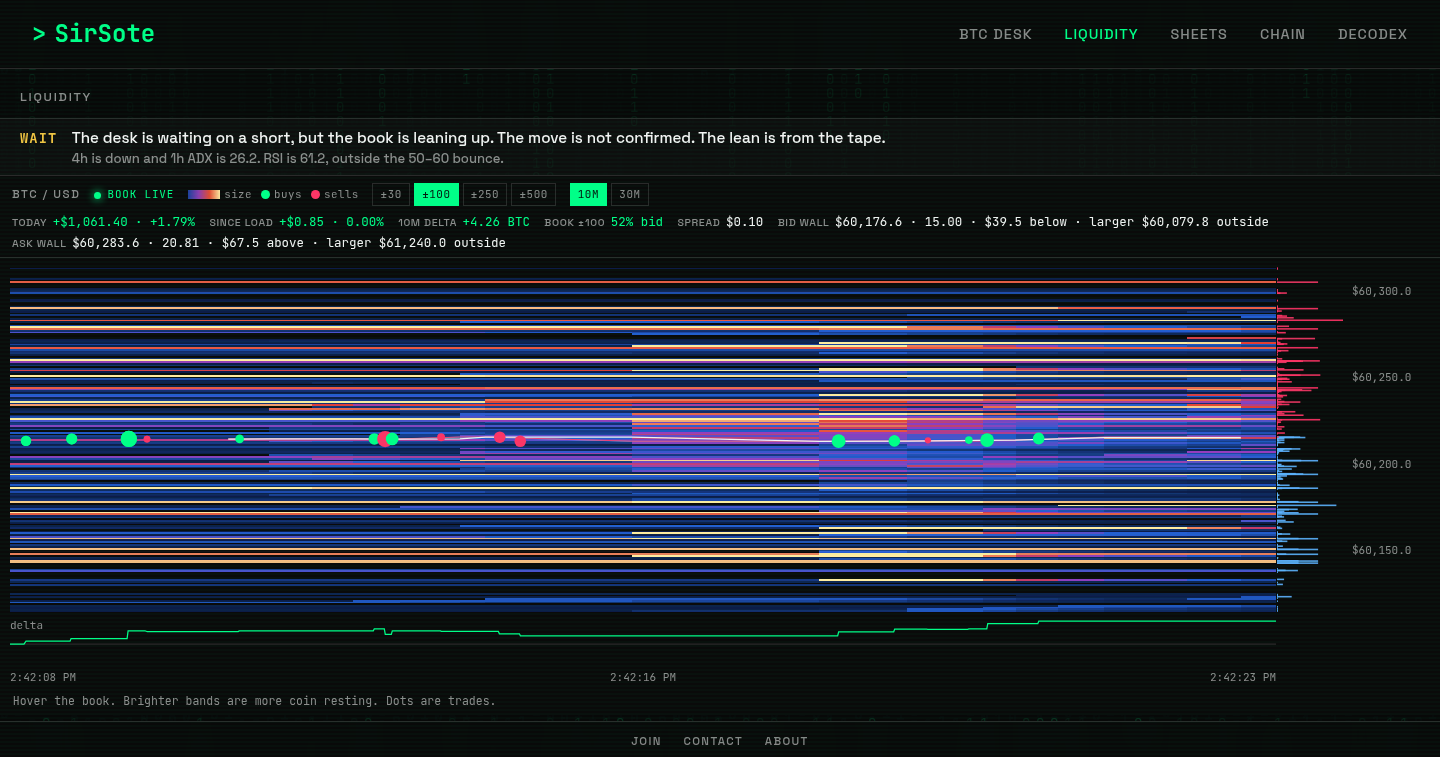 > SirSote
BTC DESK LIQUIDITY SHEETS CHAIN DECODEX
LIQUIDITY
WAIT The desk is waiting on a short, but the book is leaning up. The move is not confirmed. The lean is from the tape.
4h is down and 1h ADX is 26.2. RSI is 61.2, outside the 50–60 bounce.
BTC / USD BOOK LIVE size buys sells ±30 ±100 ±250 ±500 10M 30M
TODAY +$1,061.40 · +1.79% SINCE LOAD +$0.85 · 0.00% 10M DELTA +4.26 BTC BOOK ±100 52% bid SPREAD $0.10 BID WALL $60,176.6 · 15.00 · $39.5 below · larger $60,079.8 outside
ASK WALL $60,283.6 · 20.81 · $67.5 above · larger $61,240.0 outside
$60,300.0
$60,250.0
$60,200.0
$60,150.0
delta
2:42:08 PM 2:42:16 PM 2:42:23 PM
Hover the book. Brighter bands are more coin resting. Dots are trades.
JOIN CONTACT ABOUT